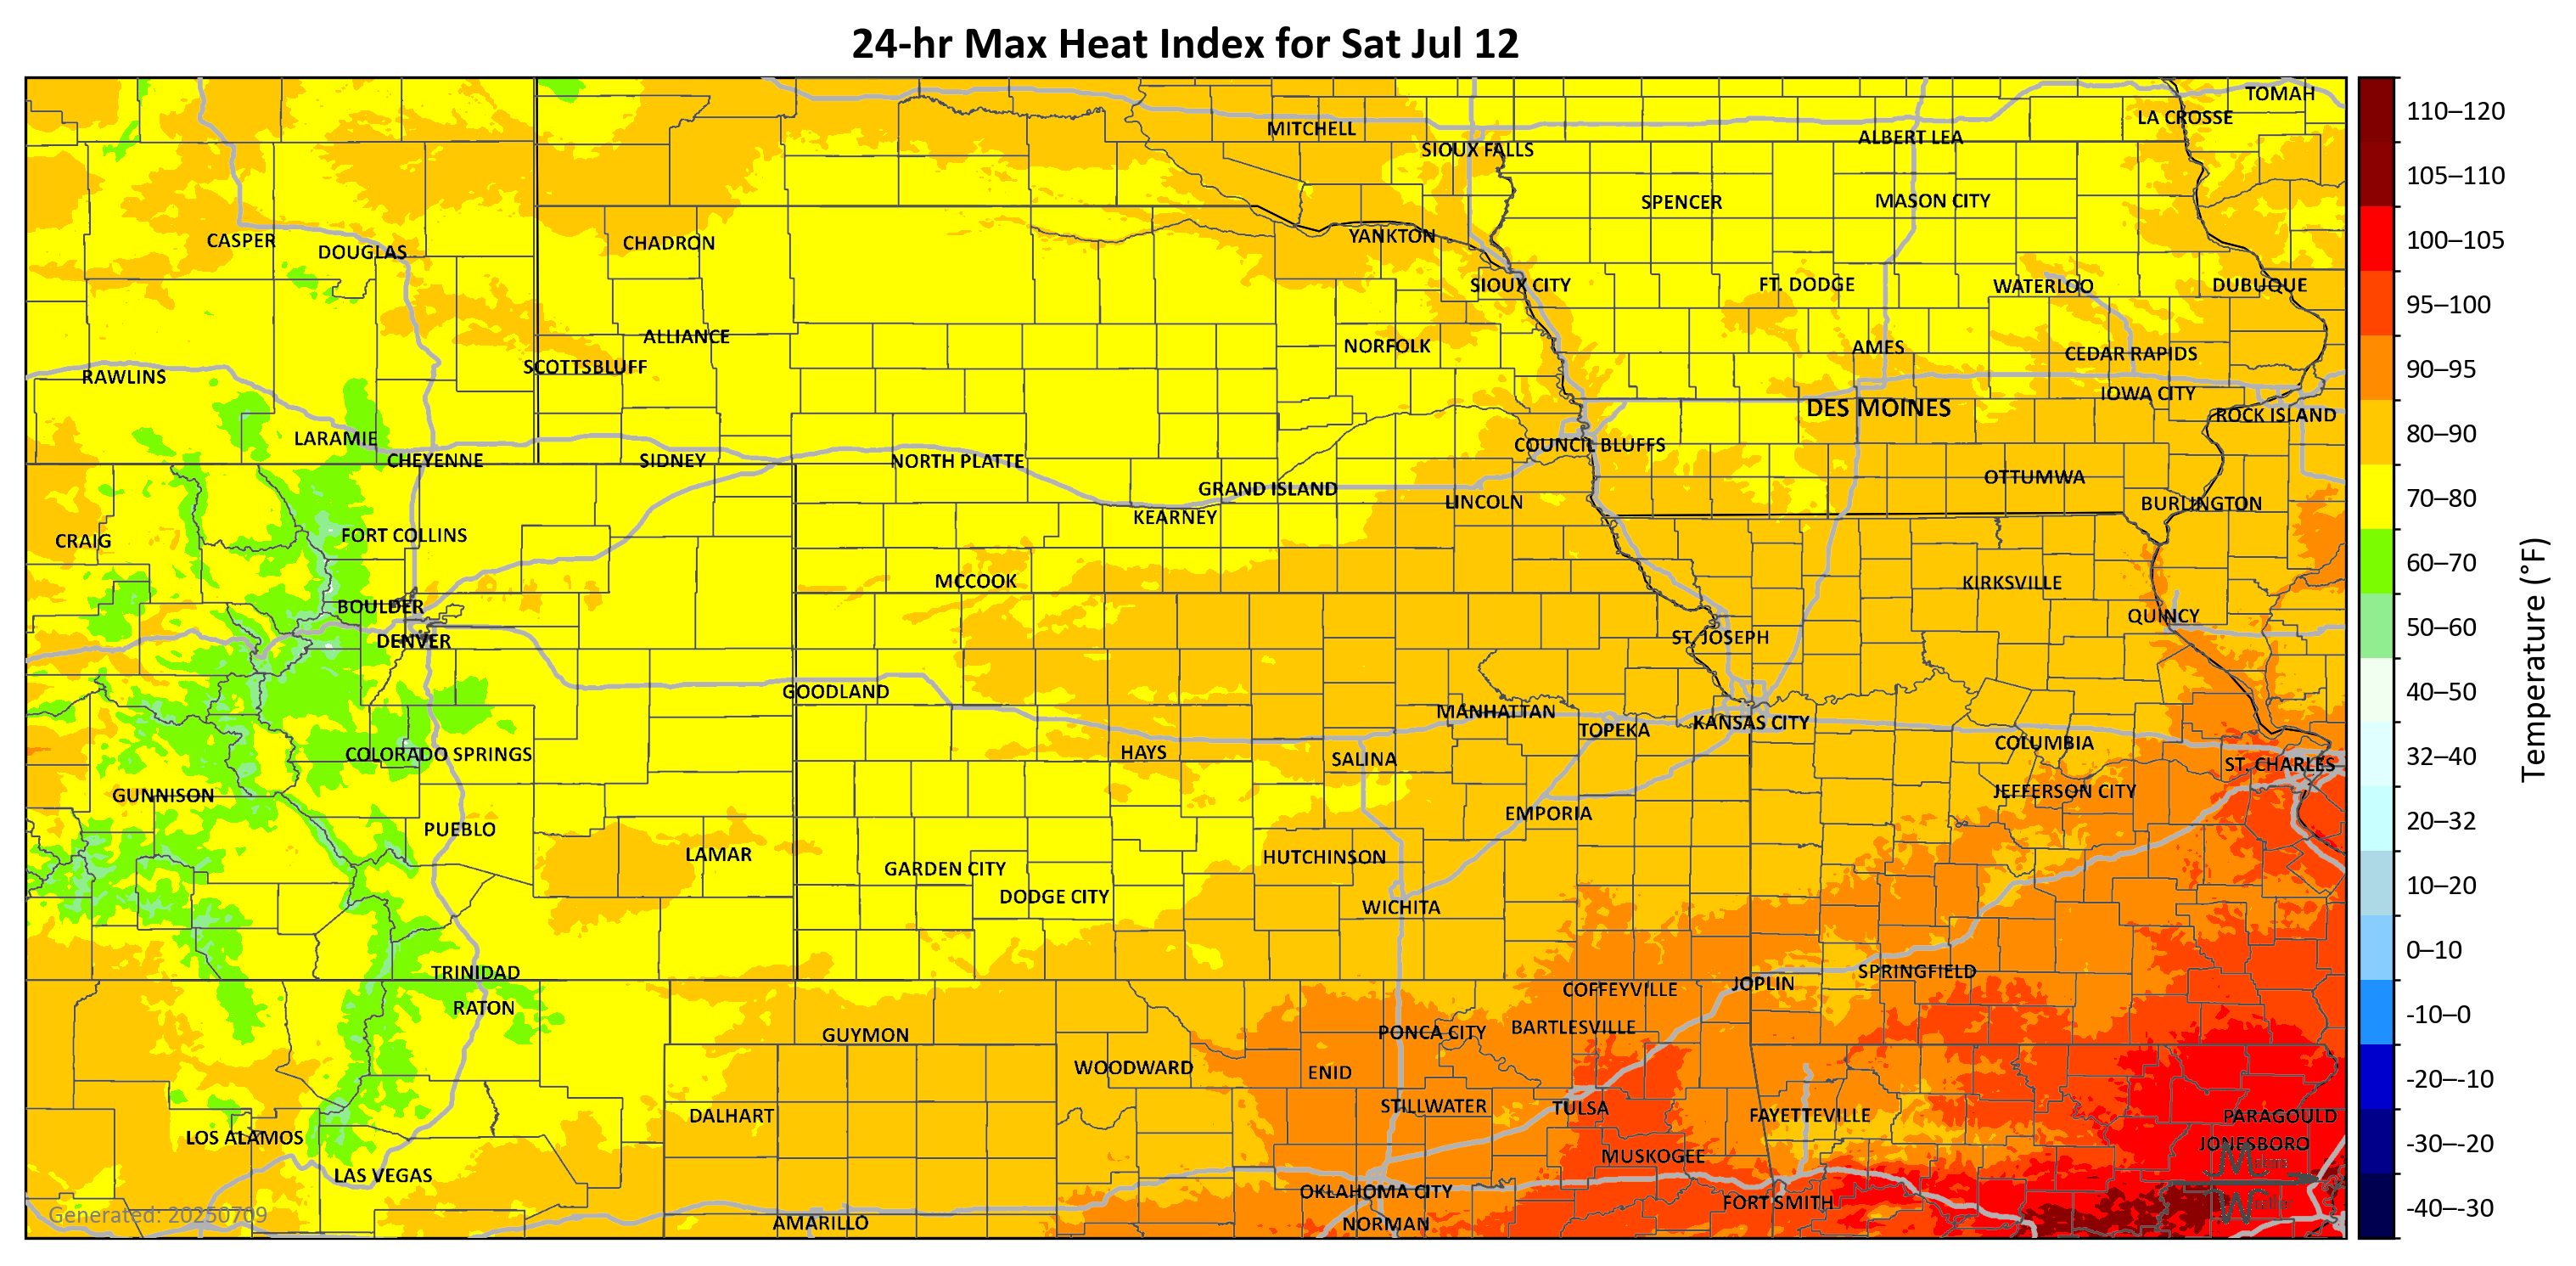 24-hr Max Heat Index for Sat Jul 12
TOMAH
LA CROSSE
MITCHELL
ALBERT LEA
SIOUX FALLS
SPENCER
MASON CITY
CASPER
DOUGLAS
CHADRON
YANKTON
SIOUX CITY
FT. DODGE
WATERLOO
DUBUQUE
ALLIANCE
NORFOLK
AMES
CEDAR RAPIDS
SCOTTSBLUFF
RAWLINS
IOWA CITY
DES MOINES
ROCK ISLAND
LARAMIE
COUNCIL BLUFFS
CHEYENNE
SIDNEY
NORTH PLATTE
OTTUMWA
GRAND ISLAND
LINCOLN
BURLINGTON
KEARNEY
CRAIG
FORT COLLINS
MCCOOK
KIRKSVILLE
BOULDER
QUINCY
DENVER
ST. JOSEPH
GOODLAND
MANHATTAN
TOPEKA
KANSAS CITY
COLUMBIA
COLORADO SPRINGS
HAYS
SALINA
ST. CHARLES
GUNNISON
JEFFERSON CITY
EMPORIA
PUEBLO
LAMAR
HUTCHINSON
GARDEN CITY
DODGE CITY
WICHITA
TRINIDAD
SPRINGFIELD
JOPLIN
COFFEYVILLE
RATON
GUYMON
PONCA CITY
BARTLESVILLE
WOODWARD
ENID
STILLWATER
TULSA
DALHART
FAYETTEVILLE
PARAGOULD
LOS ALAMOS
JONESBORO
MUSKOGEE
LAS VEGAS
OKLAHOMA CITY
FORT SMITH
AMARILLO
NORMAN
Generated: 20250709
110–120
105–110
100–105
95–100
90–95
80–90
70–80
60–70
50–60
40–50
32–40
20–32
10–20
0–10
-10–0
-20–-10
-30–-20
-40–-30
Temperature (°F)